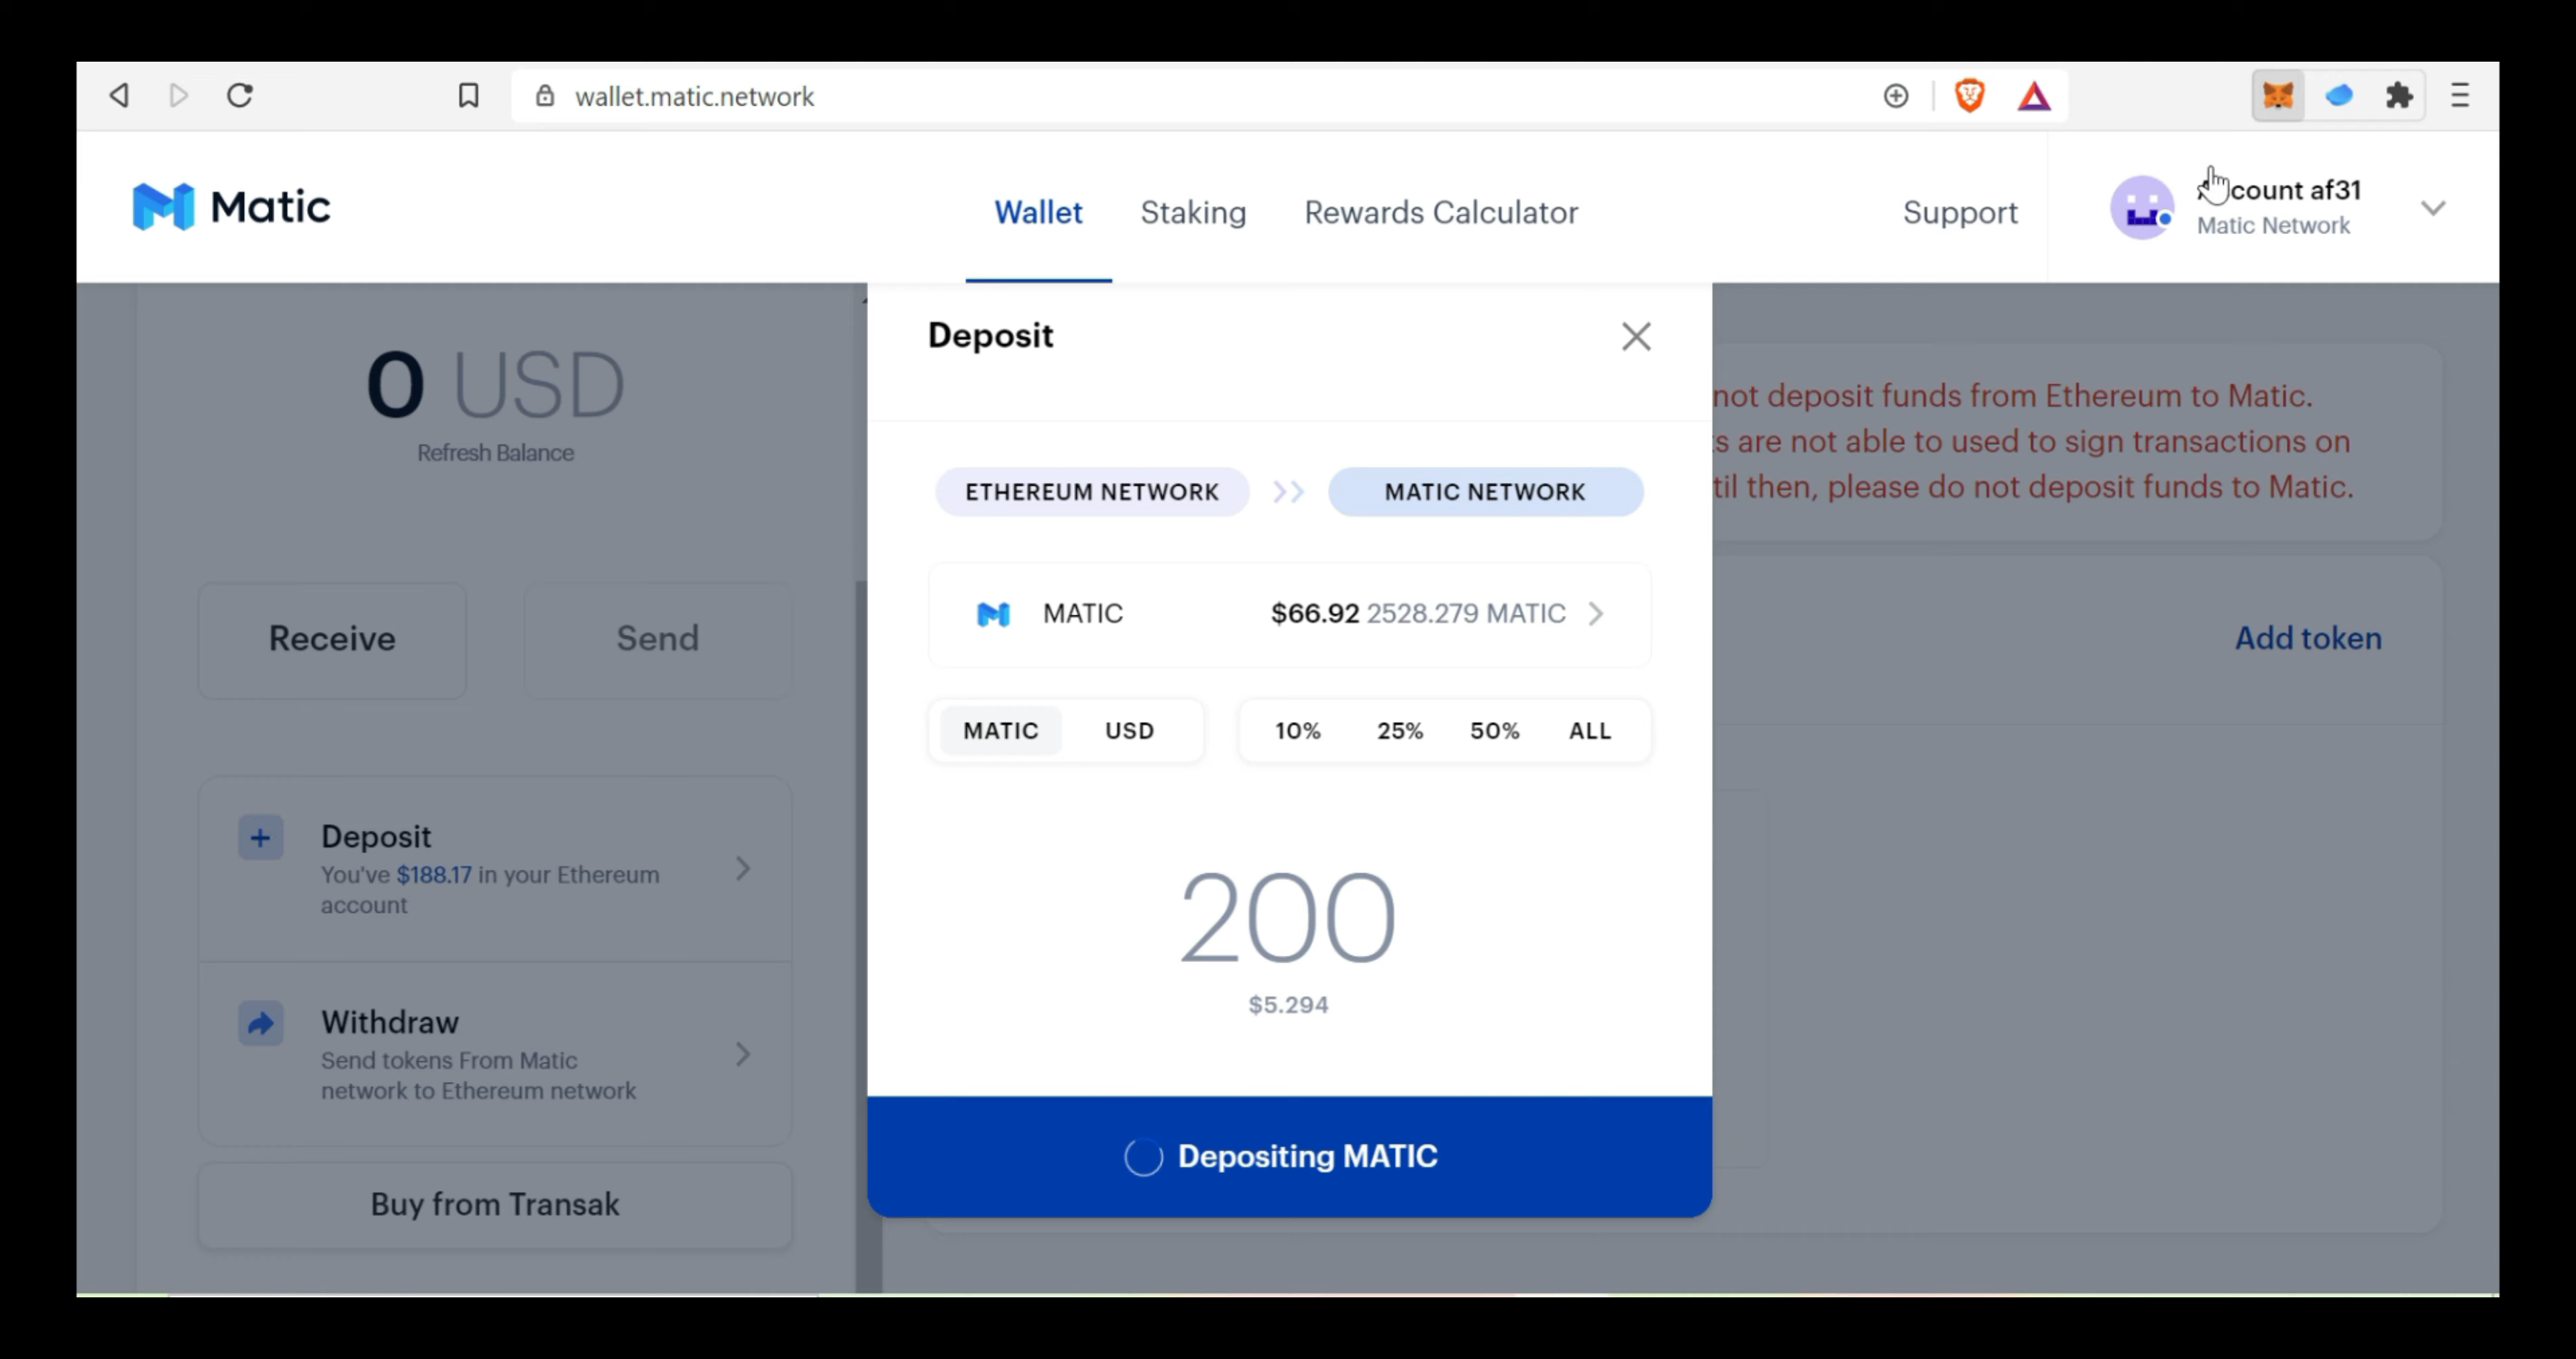 wallet.matic.network
Matic
Wallet
Staking
Rewards Calculator
Support
count af31
Matic Network
0 USD
Refresh Balance
Receive
Send
Deposit
You've $188.17 in your Ethereum
account
Withdraw
Send tokens From Matic
network to Ethereum network
Buy from Transak
Deposit
ETHEREUM NETWORK
MATIC NETWORK
MATIC
$66.92 2528.279 MATIC
MATIC
USD
10%
25%
50%
ALL
200
$5.294
Depositing MATIC
not deposit funds from Ethereum to Matic.
are not able to used to sign transactions on
then, please do not deposit funds to Matic.
Add token